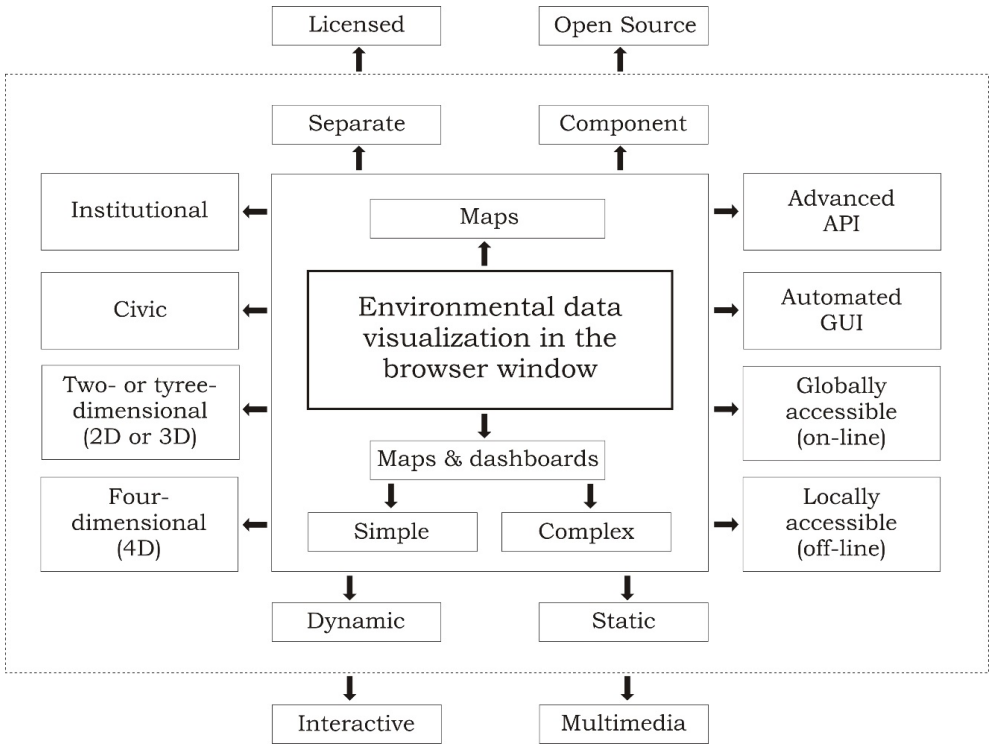 Licensed
Open Source
Separate
Component
Institutional
Maps
Advanced
API
Civic
Environmental data
visualization in the
browser window
Automated
GUI
Two- or tyree-
dimensional
(2D or 3D)
Globally
accessible
(on-line)
Maps & dashboards
Four-
dimensional
(4D)
Simple
Complex
Locally
accessible
(off-line)
Dynamic
Static
Interactive
Multimedia